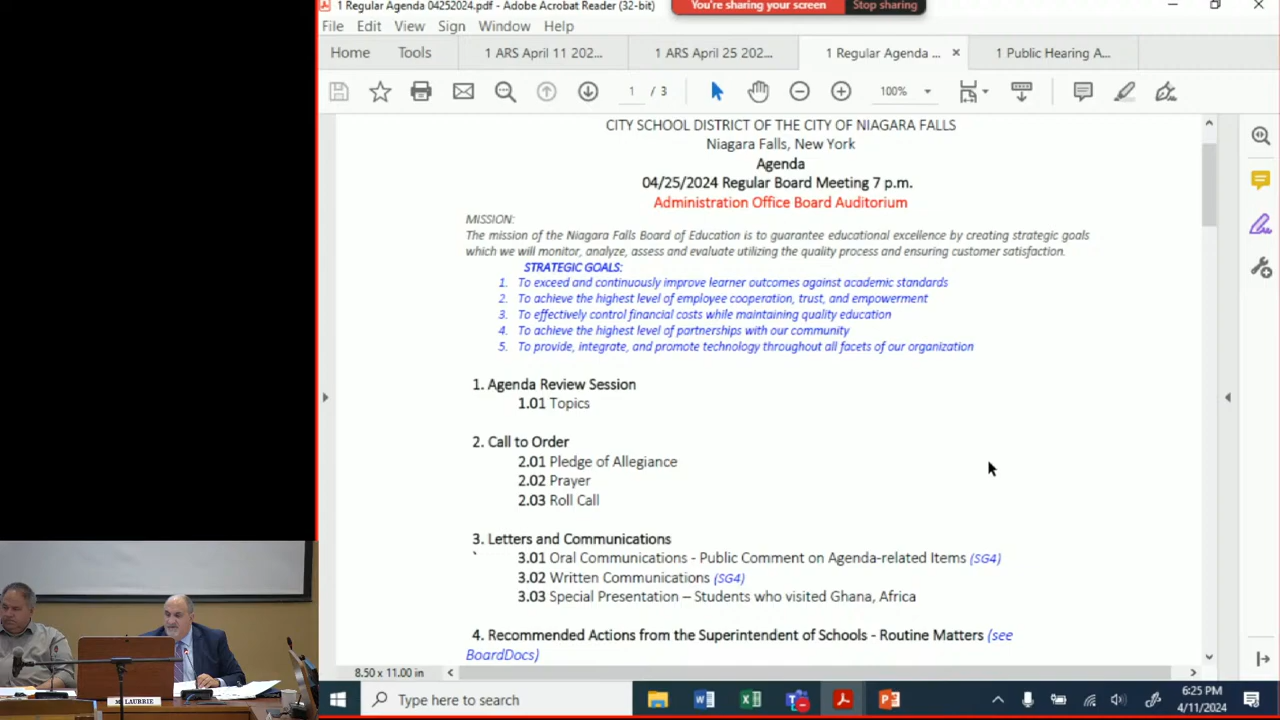 1 Regular Agenda 04252024.pdf - Adobe Acrobat Reader (32-bit)
You're sharing your screen
Stop sharing
File Edit View Sign Window Help
Home Tools 1 ARS April 11 202... 1 ARS April 25 202... 1 Regular Agenda ... × 1 Public Hearing A...
1 / 3 100%
CITY SCHOOL DISTRICT OF THE CITY OF NIAGARA FALLS
Niagara Falls, New York
Agenda
04/25/2024 Regular Board Meeting 7 p.m.
Administration Office Board Auditorium
MISSION:
The mission of the Niagara Falls Board of Education is to guarantee educational excellence by creating strategic goals
which we will monitor, analyze, assess and evaluate utilizing the quality process and ensuring customer satisfaction.
STRATEGIC GOALS:
1. To exceed and continuously improve learner outcomes against academic standards
2. To achieve the highest level of employee cooperation, trust, and empowerment
3. To effectively control financial costs while maintaining quality education
4. To achieve the highest level of partnerships with our community
5. To provide, integrate, and promote technology throughout all facets of our organization
1. Agenda Review Session
1.01 Topics
2. Call to Order
2.01 Pledge of Allegiance
2.02 Prayer
2.03 Roll Call
3. Letters and Communications
` 3.01 Oral Communications - Public Comment on Agenda-related Items (SG4)
3.02 Written Communications (SG4)
3.03 Special Presentation – Students who visited Ghana, Africa
4. Recommended Actions from the Superintendent of Schools - Routine Matters (see
BoardDocs)
8.50 x 11.00 in
LAURRIE
Type here to search
6:25 PM
4/11/2024